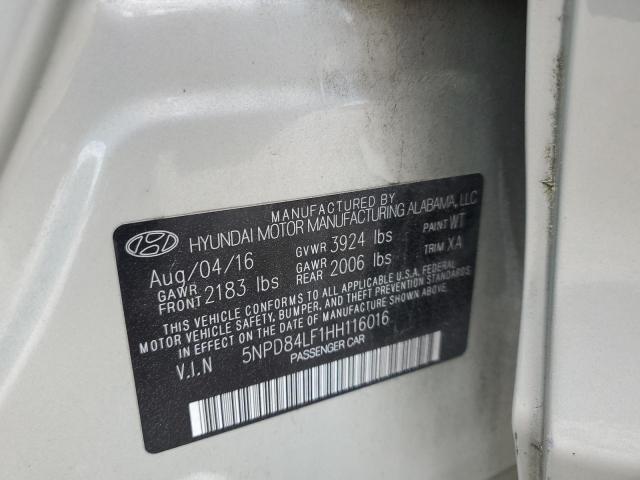 MANUFACTURED BY
HYUNDAI MOTOR MANUFACTURING ALABAMA, LLC
Aug/04/16 GVWR 3924 lbs PAINT WT
GAWR FRONT 2183 lbs GAWR REAR 2006 lbs TRIM XA
THIS VEHICLE CONFORMS TO ALL APPLICABLE U.S.A. FEDERAL
MOTOR VEHICLE SAFETY, BUMPER, AND THEFT PREVENTION STANDARDS
IN EFFECT ON THE DATE OF MANUFACTURE SHOWN ABOVE.
V.I.N 5NPD84LF1HH116016
PASSENGER CAR